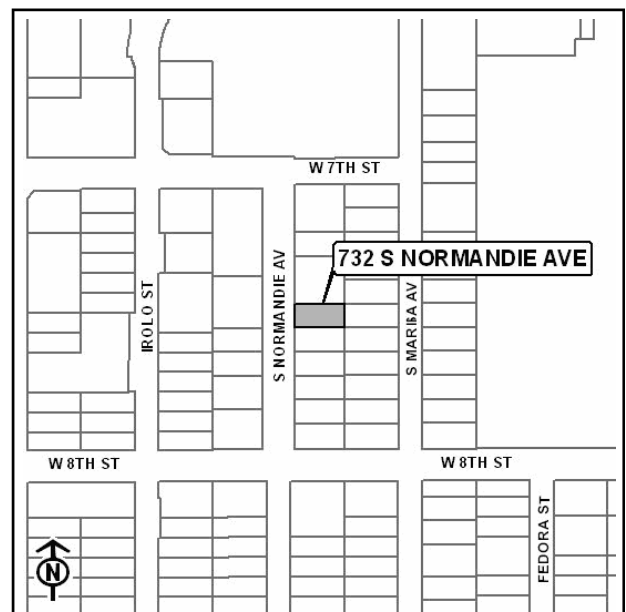 W 7TH ST
732 S NORMANDIE AVE
IROLO ST
S NORMANDIE AV
S MARIPOSA AV
W 8TH ST
W 8TH ST
FEDORA ST
N